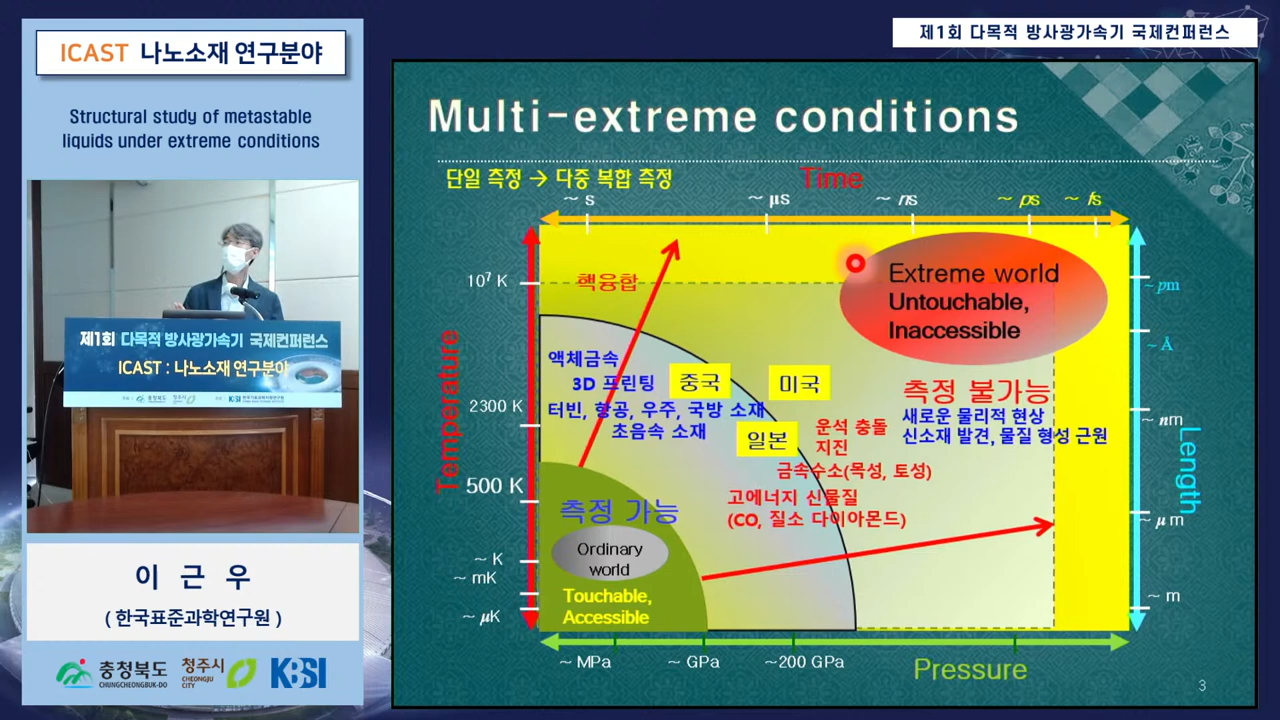 ICAST 나노소재 연구분야
Structural study of metastable
liquids under extreme conditions
제1회 다목적 방사광가속기 국제컨퍼런스
ICAST : 나노소재 연구분야
이 근 우
( 한국표준과학연구원 )
충청북도
CHUNGCHEONGBUK-DO
청주시
CHEONGJU
CITY
KBSI
제1회 다목적 방사광가속기 국제컨퍼런스
Multi-extreme conditions
단일 측정 → 다중 복합 측정
Time
~ s
~ μs
~ ns
~ ps
~ fs
Temperature
10⁷ K
2300 K
500 K
~ K
~ mK
~ μK
핵융합
Extreme world
Untouchable,
Inaccessible
액체금속
3D 프린팅
터빈, 항공, 우주, 국방 소재
초음속 소재
중국
미국
일본
측정 불가능
새로운 물리적 현상
신소재 발견, 물질 형성 근원
운석 충돌
지진
금속수소(목성, 토성)
고에너지 신물질
(CO, 질소 다이아몬드)
측정 가능
Ordinary
world
Touchable,
Accessible
~ pm
~ Å
~ nm
~ μ m
~ m
Length
~ MPa
~ GPa
~200 GPa
Pressure
3